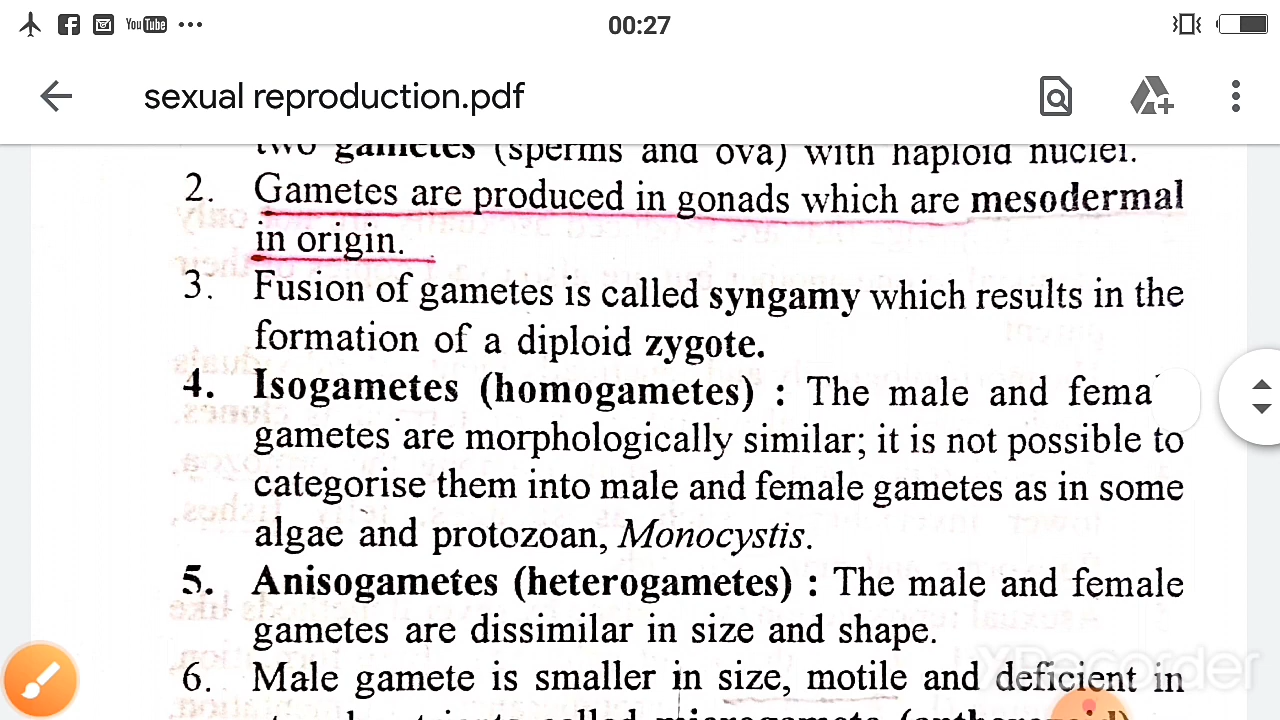 YouTube
00:27
sexual reproduction.pdf
two gametes (sperms and ova) with haploid nuclei.
2. Gametes are produced in gonads which are mesodermal
in origin.
3. Fusion of gametes is called syngamy which results in the
formation of a diploid zygote.
4. Isogametes (homogametes) : The male and fema
gametes are morphologically similar; it is not possible to
categorise them into male and female gametes as in some
algae and protozoan, Monocystis.
5. Anisogametes (heterogametes) : The male and female
gametes are dissimilar in size and shape.
6. Male gamete is smaller in size, motile and deficient in
XRecorder